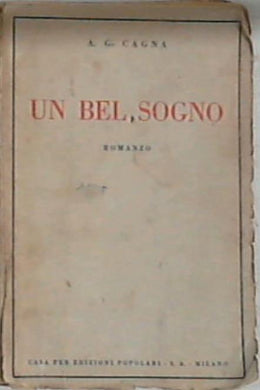 A. G. CAGNA
UN BEL SOGNO
ROMANZO
CASA PER EDIZIONI POPOLARI - S. A. - MILANO